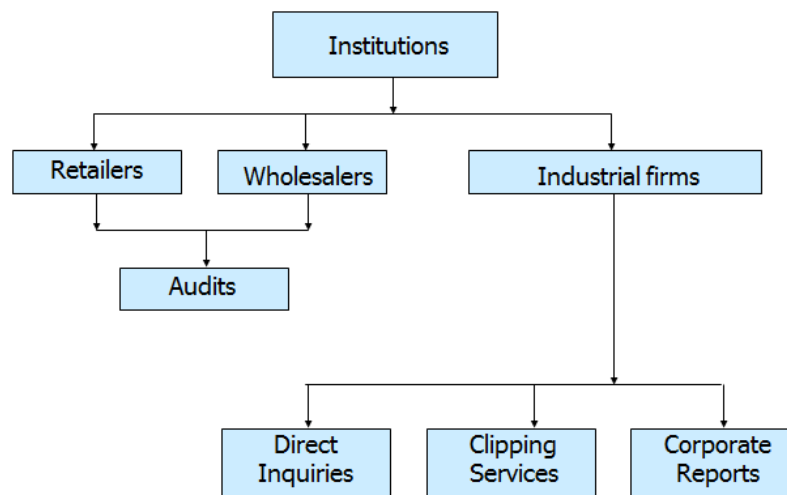 Institutions
Retailers
Wholesalers
Industrial firms
Audits
Direct
Inquiries
Clipping
Services
Corporate
Reports